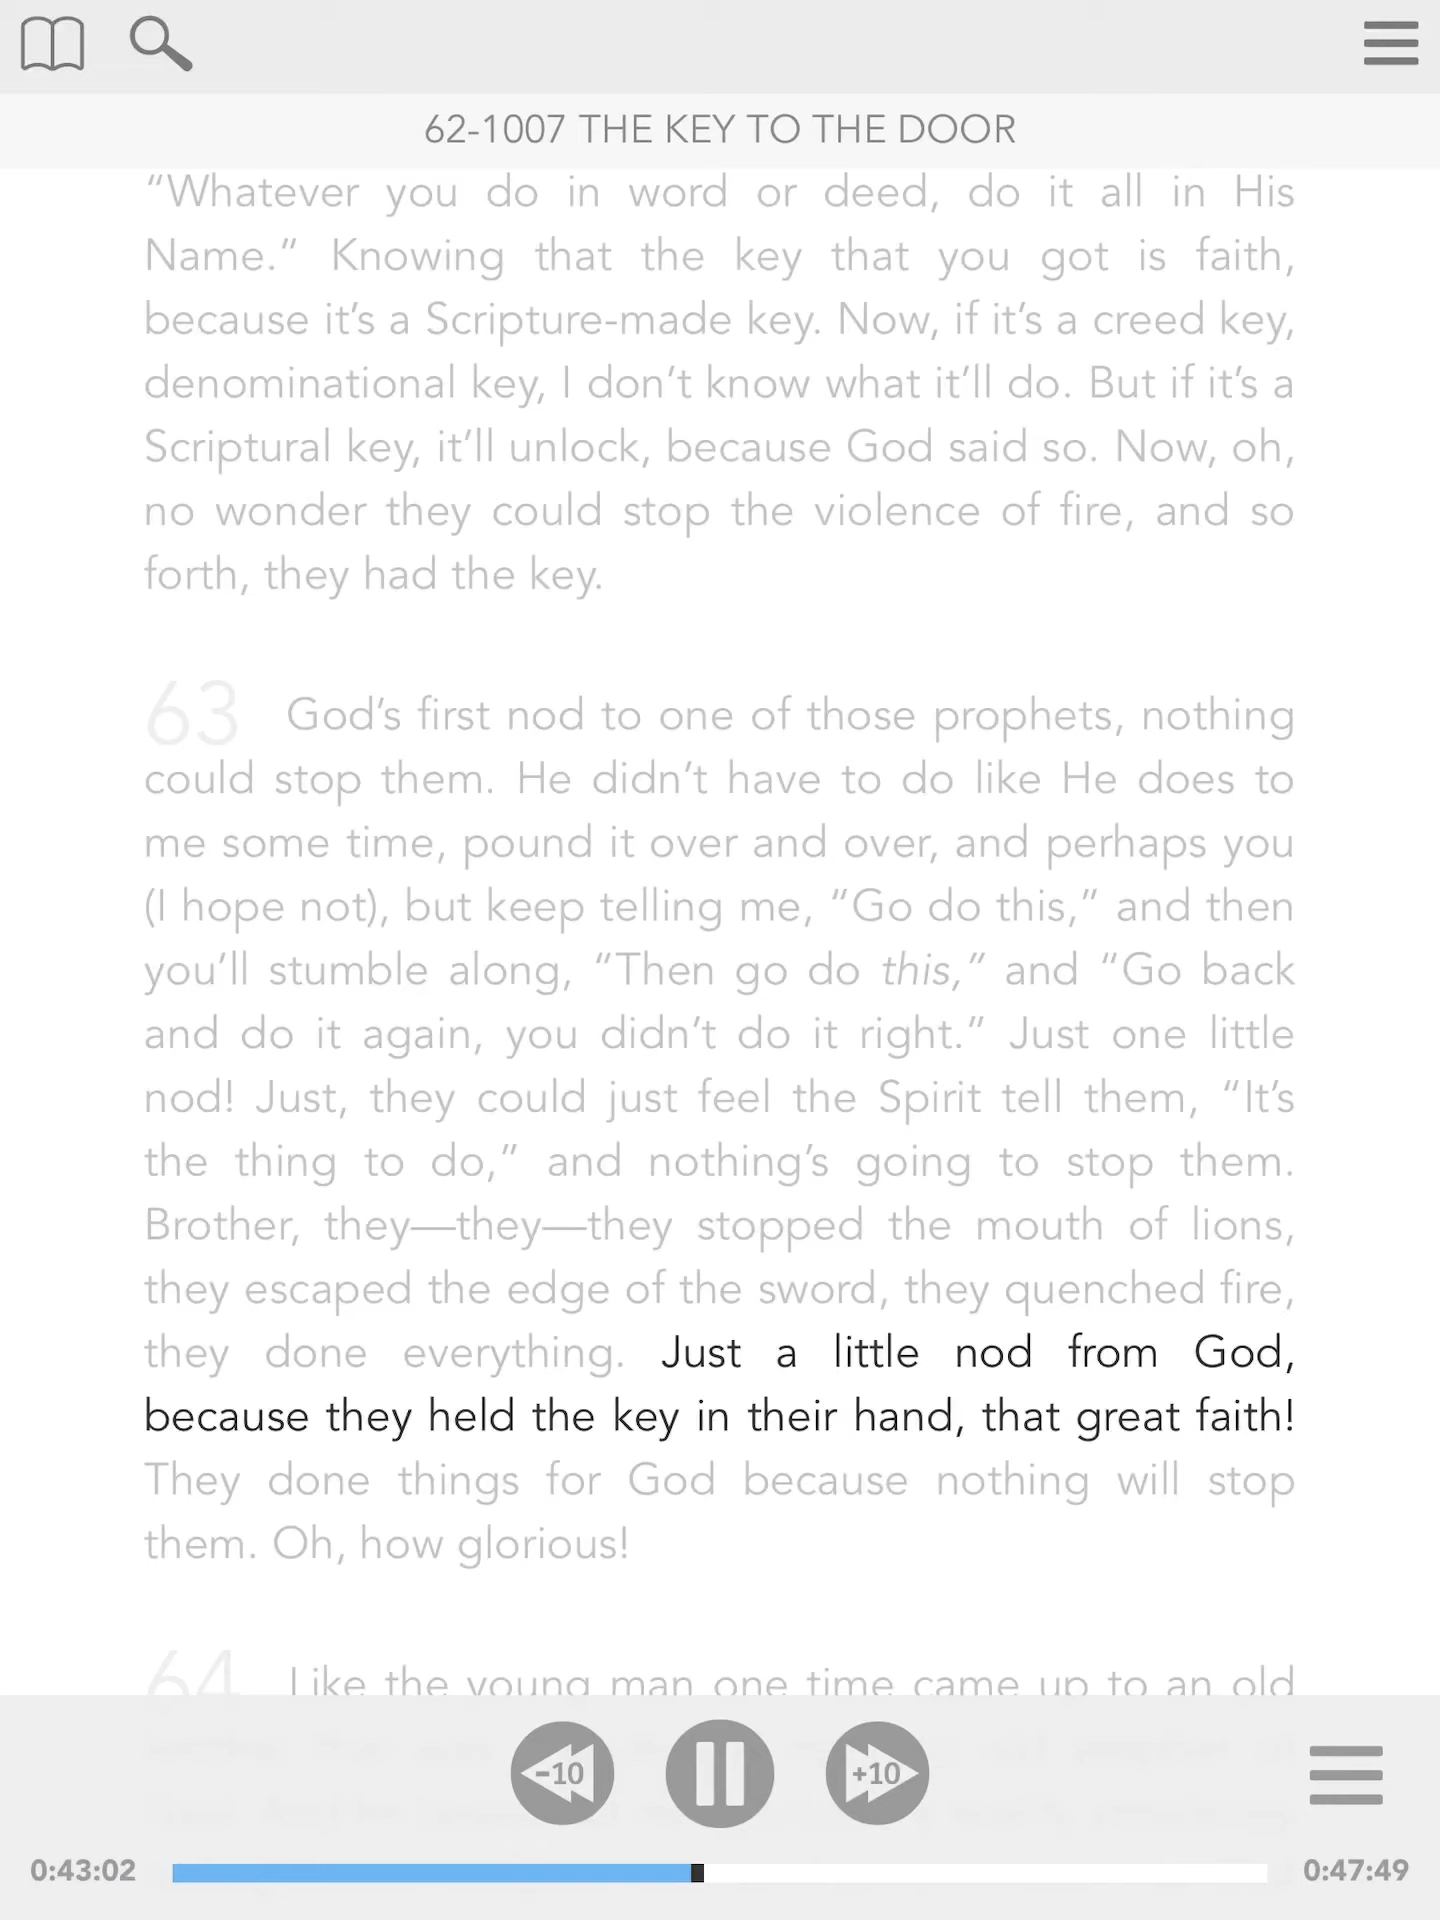 62-1007 THE KEY TO THE DOOR
“Whatever you do in word or deed, do it all in His
Name.” Knowing that the key that you got is faith,
because it’s a Scripture-made key. Now, if it’s a creed key,
denominational key, I don’t know what it’ll do. But if it’s a
Scriptural key, it’ll unlock, because God said so. Now, oh,
no wonder they could stop the violence of fire, and so
forth, they had the key.
63 God’s first nod to one of those prophets, nothing
could stop them. He didn’t have to do like He does to
me some time, pound it over and over, and perhaps you
(I hope not), but keep telling me, “Go do this,” and then
you’ll stumble along, “Then go do this,” and “Go back
and do it again, you didn’t do it right.” Just one little
nod! Just, they could just feel the Spirit tell them, “It’s
the thing to do,” and nothing’s going to stop them.
Brother, they—they—they stopped the mouth of lions,
they escaped the edge of the sword, they quenched fire,
they done everything. Just a little nod from God,
because they held the key in their hand, that great faith!
They done things for God because nothing will stop
them. Oh, how glorious!
64 Like the young man one time came up to an old
-10 +10
0:43:02 0:47:49